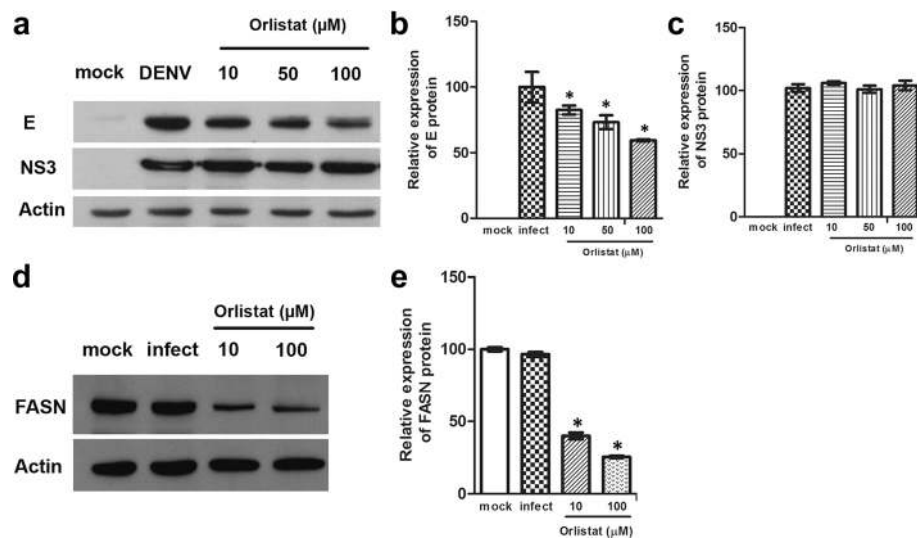 a
Orlistat (µM)
mock DENV 10 50 100
E
NS3
Actin
b
Relative expression
of E protein
150
100
50
0
* * *
mock infect 10 50 100
Orlistat (µM)
c
Relative expression
of NS3 protein
150
100
50
0
mock infect 10 50 100
Orlistat (µM)
d
Orlistat (µM)
mock infect 10 100
FASN
Actin
e
Relative expression
of FASN protein
150
100
50
0
* *
mock infect 10 100
Orlistat (µM)